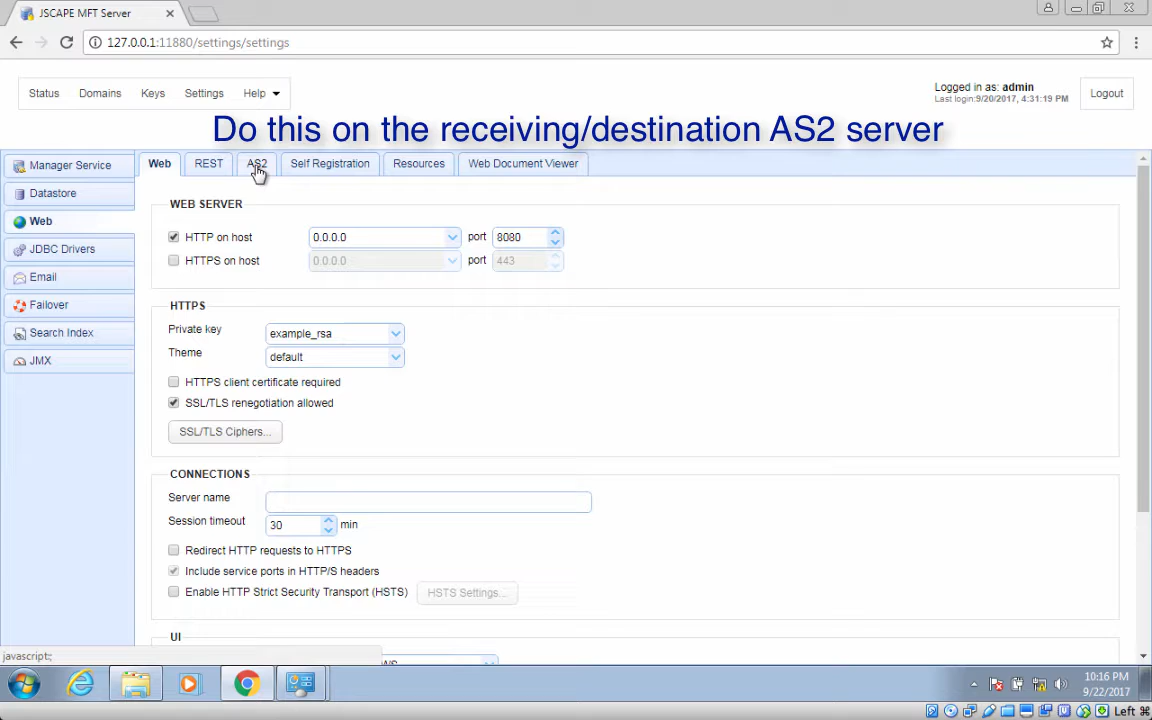 JSCAPE MFT Server
127.0.0.1:11880/settings/settings
Status Domains Keys Settings Help
Logged in as: admin
Last login:9/20/2017, 4:31:19 PM
Logout
Do this on the receiving/destination AS2 server
Manager Service
Datastore
Web
JDBC Drivers
Email
Failover
Search Index
JMX
Web REST AS2 Self Registration Resources Web Document Viewer
WEB SERVER
HTTP on host 0.0.0.0 port 8080
HTTPS on host 0.0.0.0 port 443
HTTPS
Private key example_rsa
Theme default
HTTPS client certificate required
SSL/TLS renegotiation allowed
SSL/TLS Ciphers...
CONNECTIONS
Server name
Session timeout 30 min
Redirect HTTP requests to HTTPS
Include service ports in HTTP/S headers
Enable HTTP Strict Security Transport (HSTS) HSTS Settings...
UI
javascript:;
10:16 PM
9/22/2017
Left ⌘